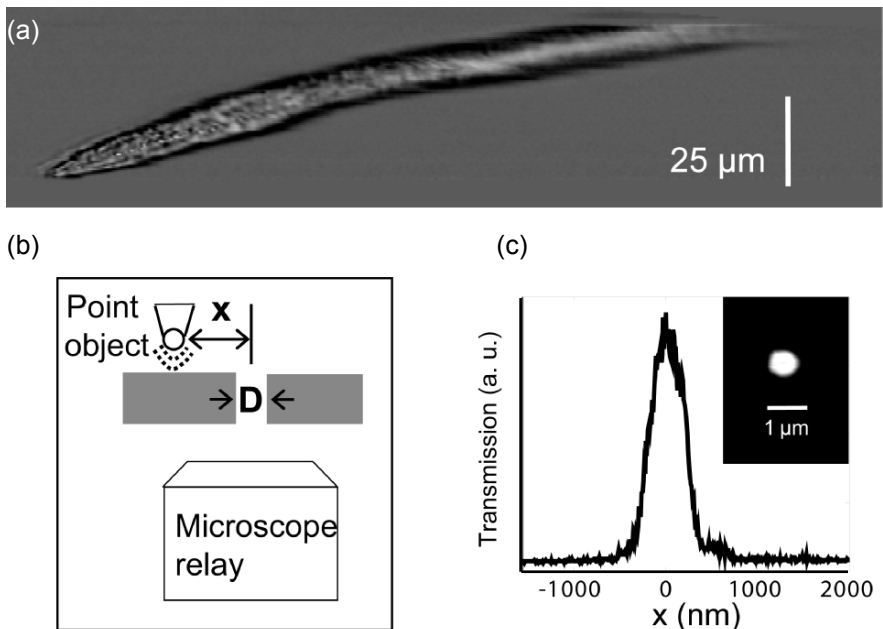 (a)
25 µm
(b)
(c)
Point
object
x
D
Microscope
relay
Transmission (a. u.)
1 µm
-1000
0
1000
2000
x (nm)